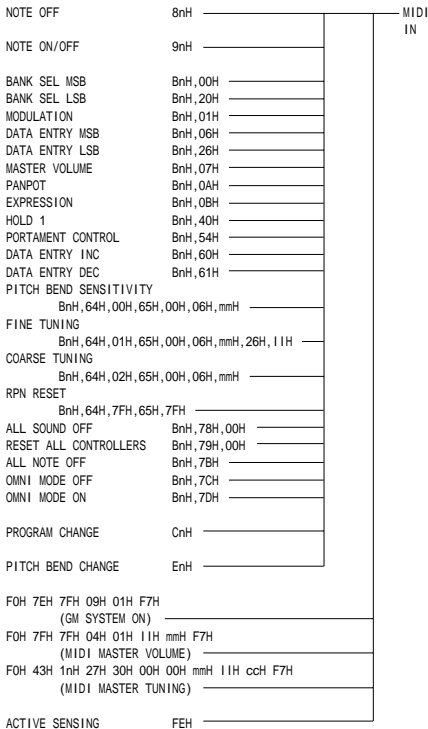 NOTE OFF 8nH MIDI
IN
NOTE ON/OFF 9nH
BANK SEL MSB BnH,00H
BANK SEL LSB BnH,20H
MODULATION BnH,01H
DATA ENTRY MSB BnH,06H
DATA ENTRY LSB BnH,26H
MASTER VOLUME BnH,07H
PANPOT BnH,0AH
EXPRESSION BnH,0BH
HOLD 1 BnH,40H
PORTAMENT CONTROL BnH,54H
DATA ENTRY INC BnH,60H
DATA ENTRY DEC BnH,61H
PITCH BEND SENSITIVITY
BnH,64H,00H,65H,00H,06H,mmH
FINE TUNING
BnH,64H,01H,65H,00H,06H,mmH,26H,llH
COARSE TUNING
BnH,64H,02H,65H,00H,06H,mmH
RPN RESET
BnH,64H,7FH,65H,7FH
ALL SOUND OFF BnH,78H,00H
RESET ALL CONTROLLERS BnH,79H,00H
ALL NOTE OFF BnH,7BH
OMNI MODE OFF BnH,7CH
OMNI MODE ON BnH,7DH
PROGRAM CHANGE CnH
PITCH BEND CHANGE EnH
F0H 7EH 7FH 09H 01H F7H
(GM SYSTEM ON)
F0H 7FH 7FH 04H 01H llH mmH F7H
(MIDI MASTER VOLUME)
F0H 43H 1nH 27H 30H 00H 00H mmH llH ccH F7H
(MIDI MASTER TUNING)
ACTIVE SENSING FEH